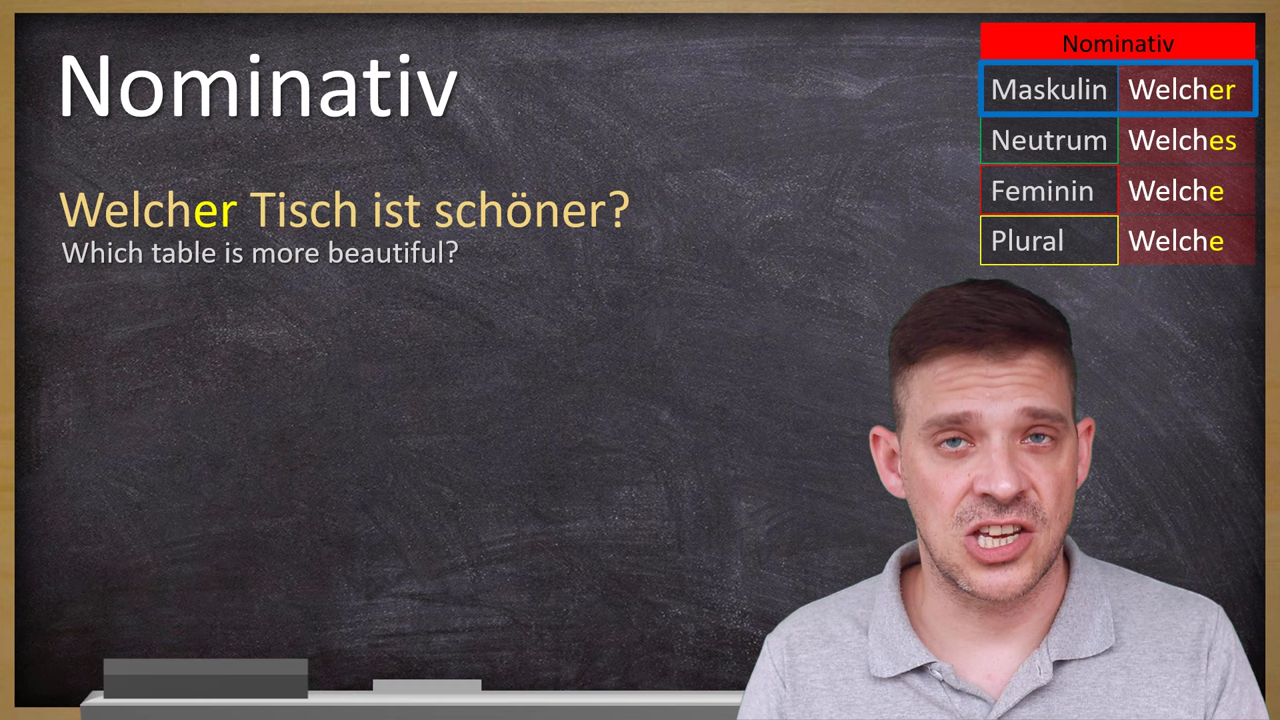 Nominativ
Welcher Tisch ist schöner?
Which table is more beautiful?
Nominativ
Maskulin Welcher
Neutrum Welches
Feminin Welche
Plural Welche